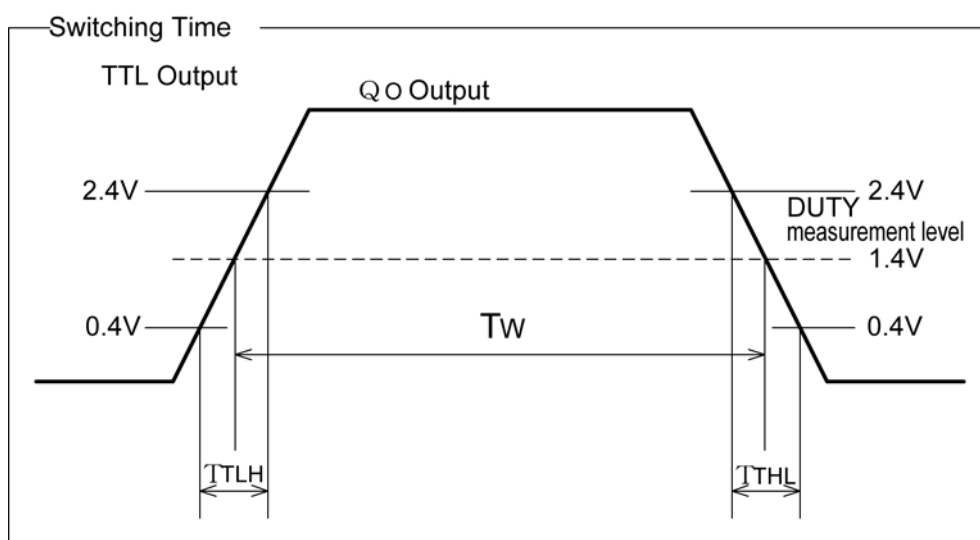 Switching Time
TTL Output
QO Output
2.4V
2.4V
DUTY
measurement level
1.4V
0.4V
0.4V
TW
TTLH
TTHL